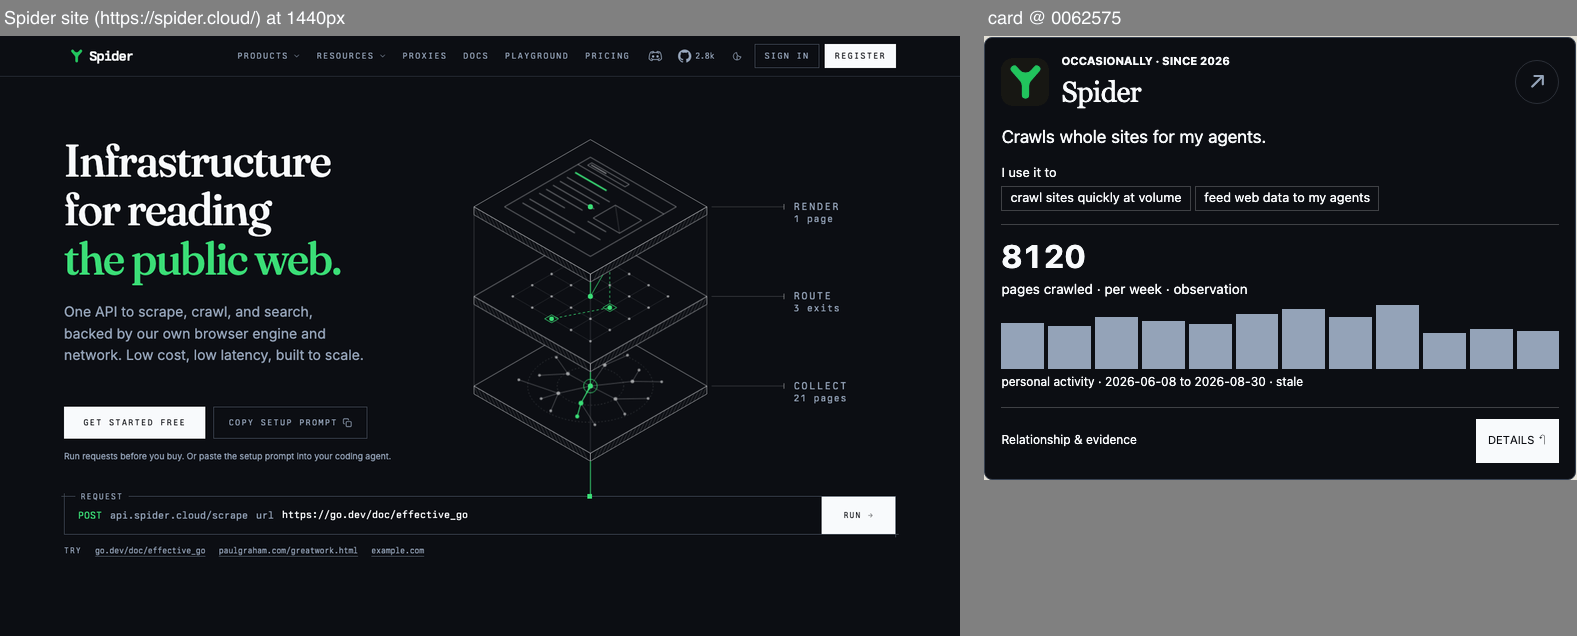 Spider site (https://spider.cloud/) at 1440px
Spider
PRODUCTS RESOURCES PROXIES DOCS PLAYGROUND PRICING 2.8k SIGN IN REGISTER
Infrastructure
for reading
the public web.
One API to scrape, crawl, and search,
backed by our own browser engine and
network. Low cost, low latency, built to scale.
GET STARTED FREE
COPY SETUP PROMPT
Run requests before you buy. Or paste the setup prompt into your coding agent.
RENDER
1 page
ROUTE
3 exits
COLLECT
21 pages
REQUEST
POST api.spider.cloud/scrape url https://go.dev/doc/effective_go
RUN →
TRY go.dev/doc/effective_go paulgraham.com/greatwork.html example.com
card @ 0062575
OCCASIONALLY · SINCE 2026
Spider
Crawls whole sites for my agents.
I use it to
crawl sites quickly at volume
feed web data to my agents
8120
pages crawled · per week · observation
personal activity · 2026-06-08 to 2026-08-30 · stale
Relationship & evidence
DETAILS